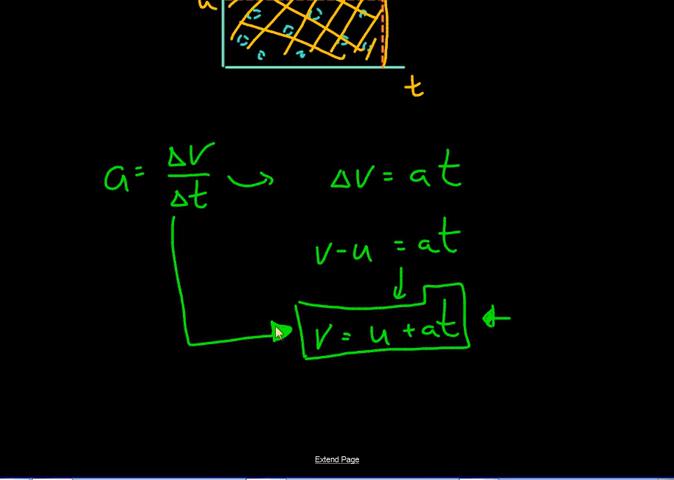 u
t
a = Δv/Δt → Δv = at
v-u = at
v = u + at
Extend Page